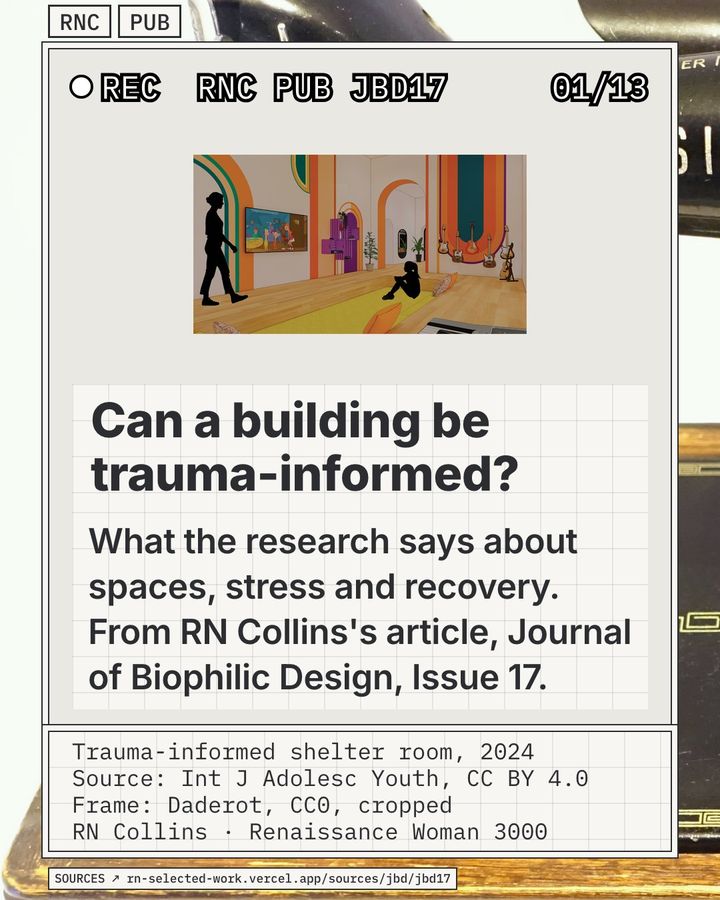 RNC PUB
REC RNC PUB JBD17 01/13
Can a building be
trauma-informed?
What the research says about
spaces, stress and recovery.
From RN Collins's article, Journal
of Biophilic Design, Issue 17.
Trauma-informed shelter room, 2024
Source: Int J Adolesc Youth, CC BY 4.0
Frame: Daderot, CC0, cropped
RN Collins · Renaissance Woman 3000
SOURCES ↗ rn-selected-work.vercel.app/sources/jbd/jbd17